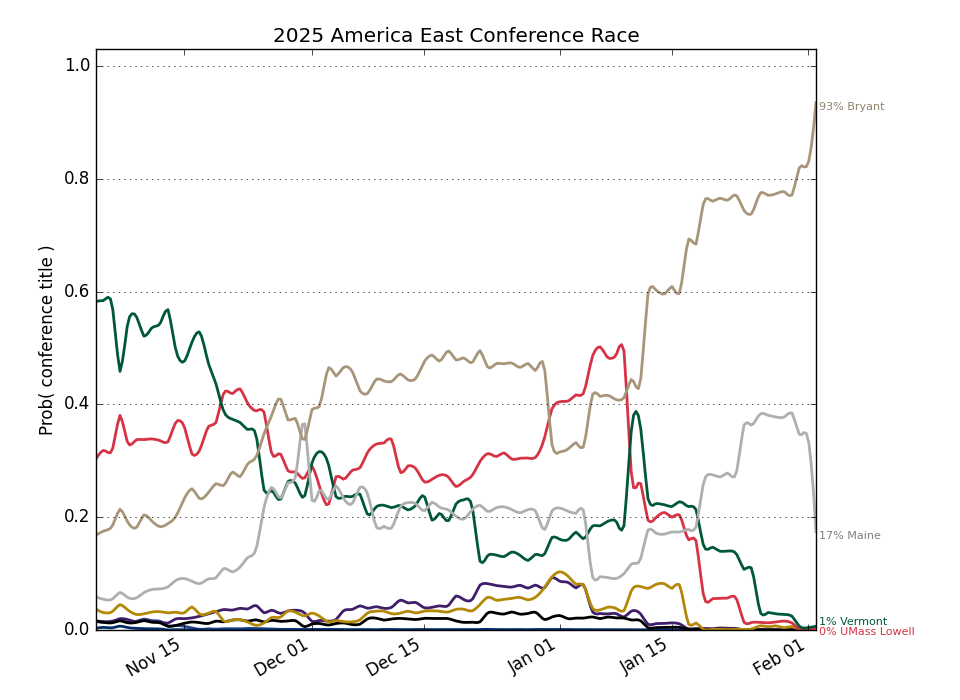 2025 America East Conference Race
Prob( conference title )
1.0
0.8
0.6
0.4
0.2
0.0
Nov 15
Dec 01
Dec 15
Jan 01
Jan 15
Feb 01
93% Bryant
17% Maine
1% Vermont
0% UMass Lowell